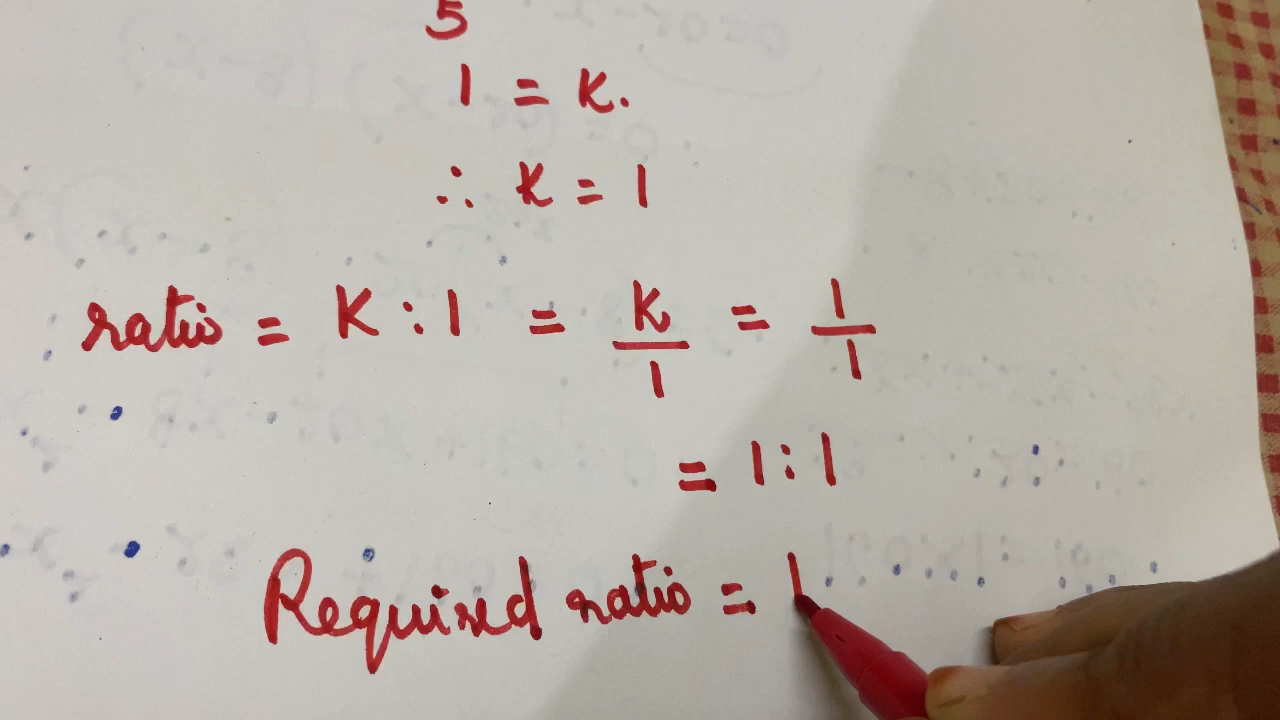 5
1 = K.
∴ K = 1
ratio = K : 1 = K/1 = 1/1
= 1 : 1
Required ratio = 1